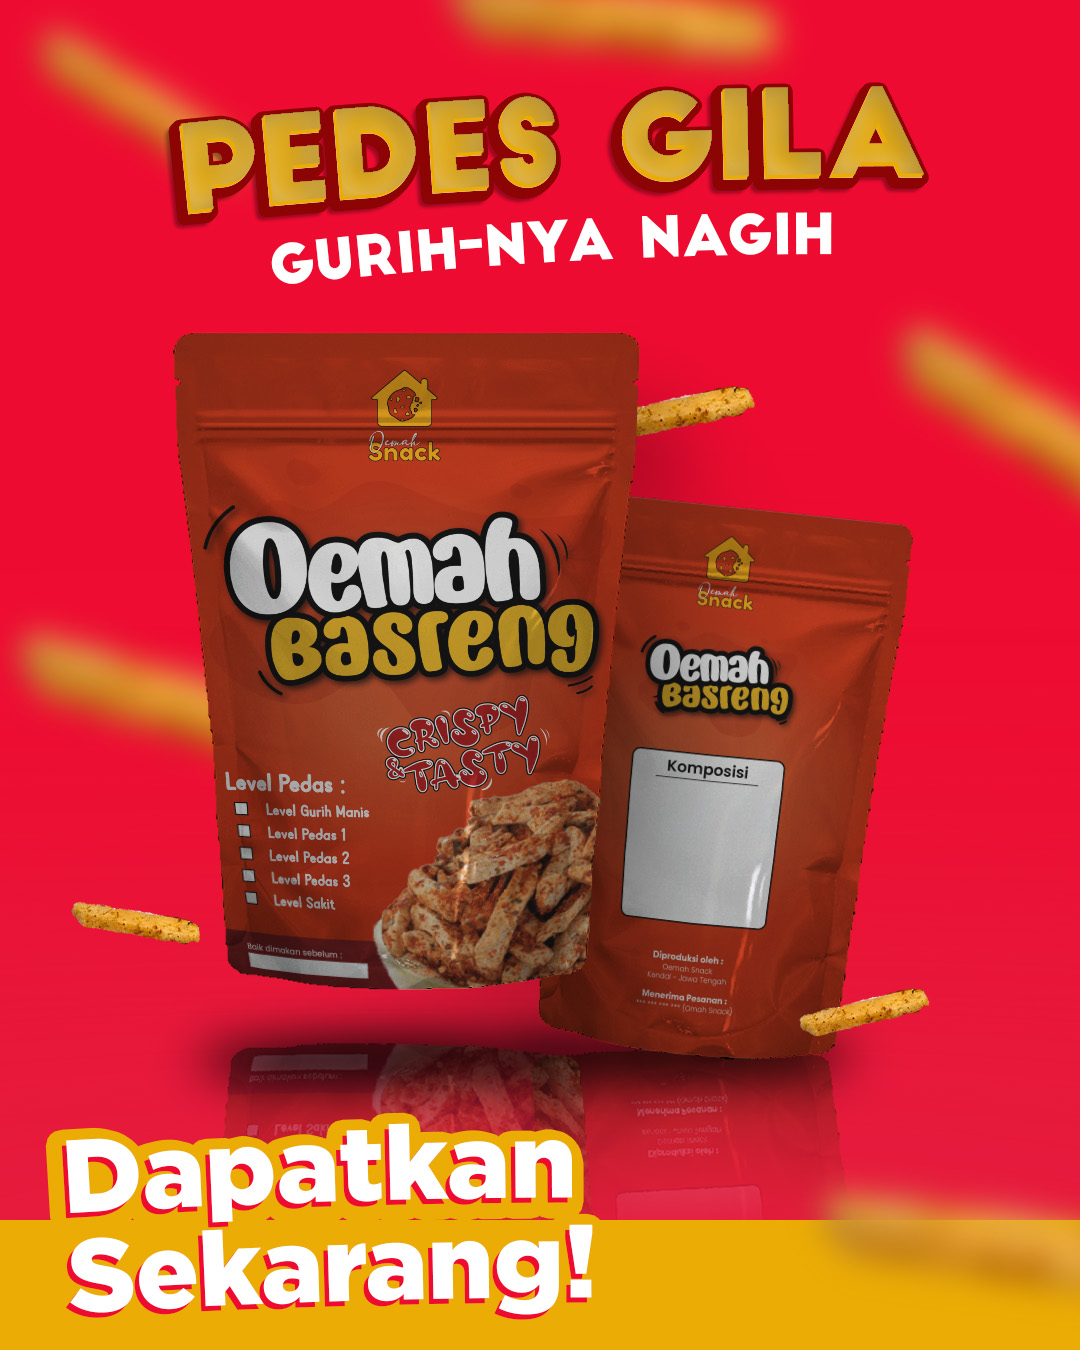 PEDES GILA
GURIH-NYA NAGIH
Oemah
Snack
Oemah
Basreng
CRISPY
& TASTY
Level Pedas :
Level Gurih Manis
Level Pedas 1
Level Pedas 2
Level Pedas 3
Level Sakit
Baik dimakan sebelum :
Oemah
Snack
Oemah
Basreng
Komposisi
Diproduksi oleh :
Oemah Snack
Kendal - Jawa Tengah
Menerima Pesanan :
*** *** *** *** (Omah Snack)
Dapatkan
Sekarang!